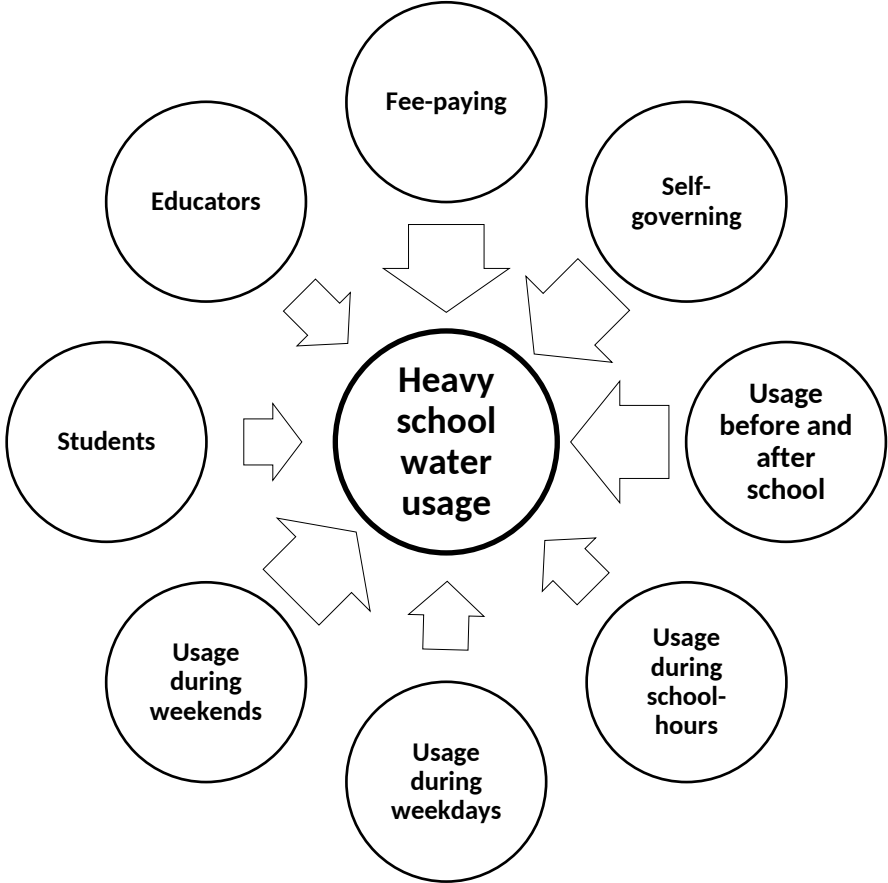 Fee-paying
Self-
governing
Usage
before and
after
school
Usage
during
school-
hours
Usage
during
weekdays
Usage
during
weekends
Students
Educators
Heavy
school
water
usage